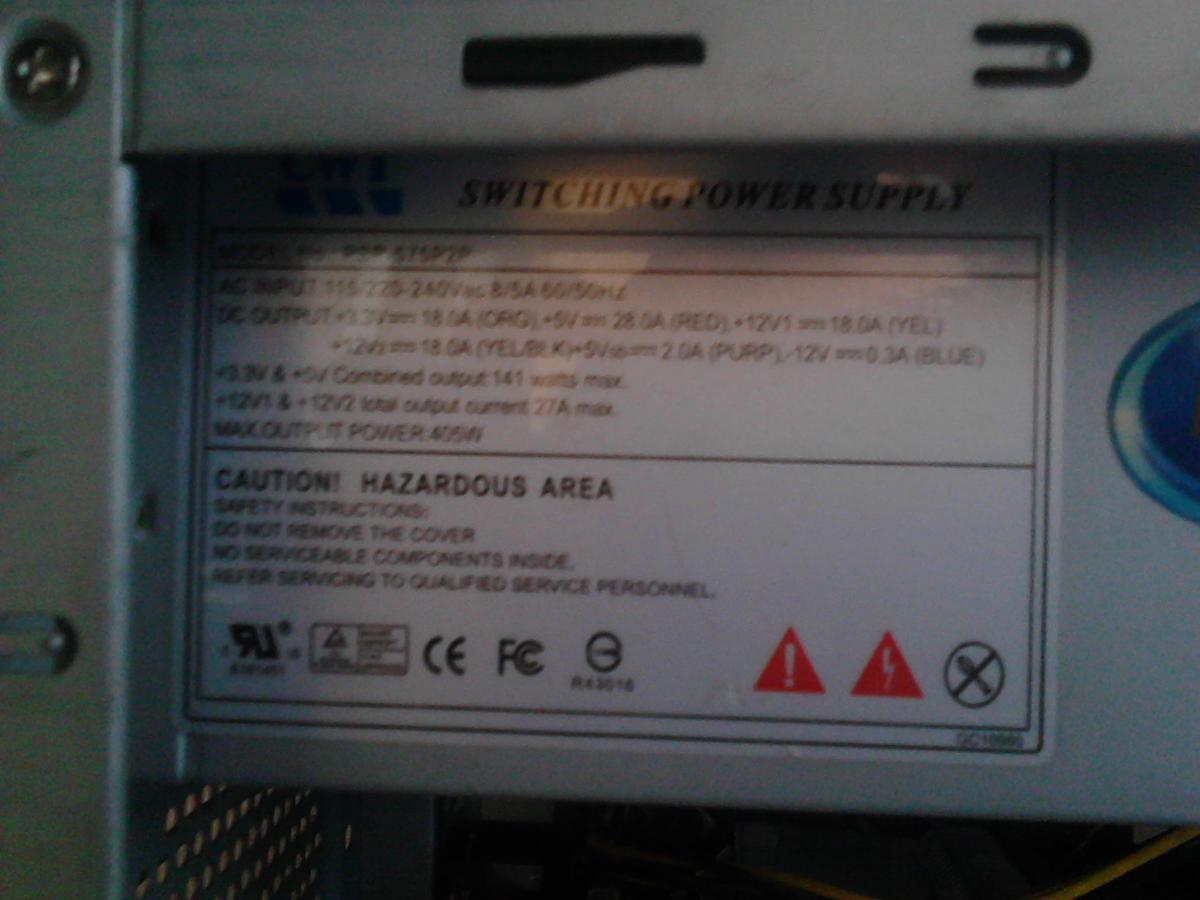 CWT
SWITCHING POWER SUPPLY
MODEL
AC INPUT:115/220-240Vac 8/5A 60/50Hz
DC OUTPUT:+3.3V⎓18.0A (ORG),+5V⎓28.0A (RED),+12V1⎓18.0A (YEL)
+12V2⎓18.0A (YEL/BLK)+5Vsb⎓2.0A (PURP),-12V⎓0.3A (BLUE)
+3.3V & +5V Combined output:141 watts max.
+12V1 & +12V2 total output current:27A max.
MAX.OUTPUT POWER:405W
CAUTION! HAZARDOUS AREA
SAFETY INSTRUCTIONS:
DO NOT REMOVE THE COVER
NO SERVICEABLE COMPONENTS INSIDE.
REFER SERVICING TO QUALIFIED SERVICE PERSONNEL.
CE FC
R43016